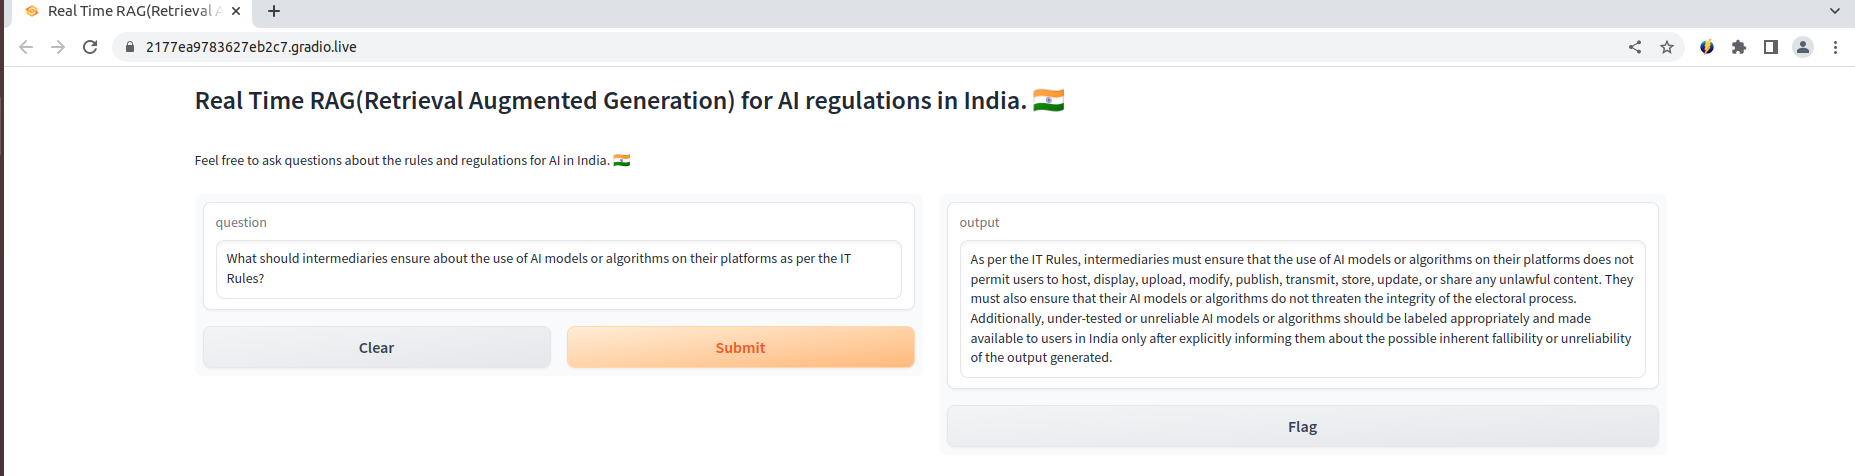 Real Time RAG(Retrieval A
2177ea9783627eb2c7.gradio.live
Real Time RAG(Retrieval Augmented Generation) for AI regulations in India. 🇮🇳
Feel free to ask questions about the rules and regulations for AI in India. 🇮🇳
question
What should intermediaries ensure about the use of AI models or algorithms on their platforms as per the IT
Rules?
Clear
Submit
output
As per the IT Rules, intermediaries must ensure that the use of AI models or algorithms on their platforms does not
permit users to host, display, upload, modify, publish, transmit, store, update, or share any unlawful content. They
must also ensure that their AI models or algorithms do not threaten the integrity of the electoral process.
Additionally, under-tested or unreliable AI models or algorithms should be labeled appropriately and made
available to users in India only after explicitly informing them about the possible inherent fallibility or unreliability
of the output generated.
Flag